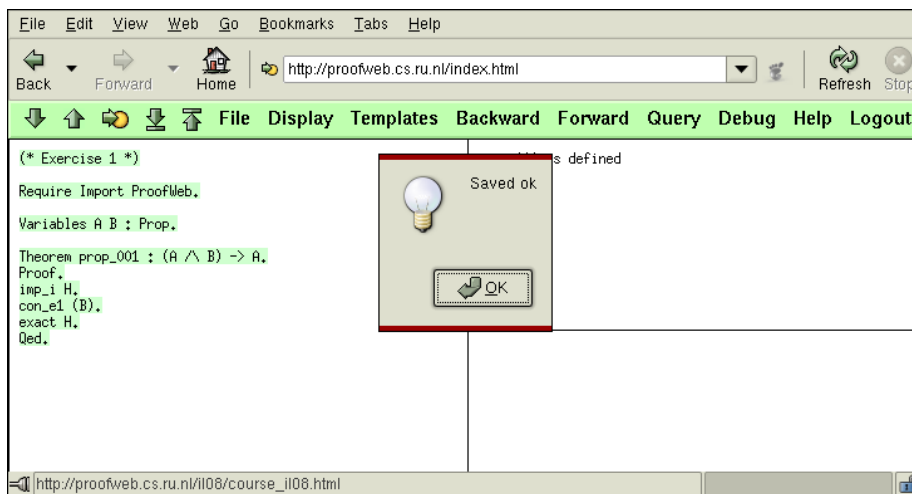 File Edit View Web Go Bookmarks Tabs Help
http://proofweb.cs.ru.nl/index.html
Back Forward Home Refresh Stop
File Display Templates Backward Forward Query Debug Help Logout
(* Exercise 1 *)
Require Import ProofWeb.
Variables A B : Prop.
Theorem prop_001 : (A /\ B) -> A.
Proof.
imp_i H.
con_e1 (B).
exact H.
Qed.
defined
Saved ok
OK
http://proofweb.cs.ru.nl/il08/course_il08.html